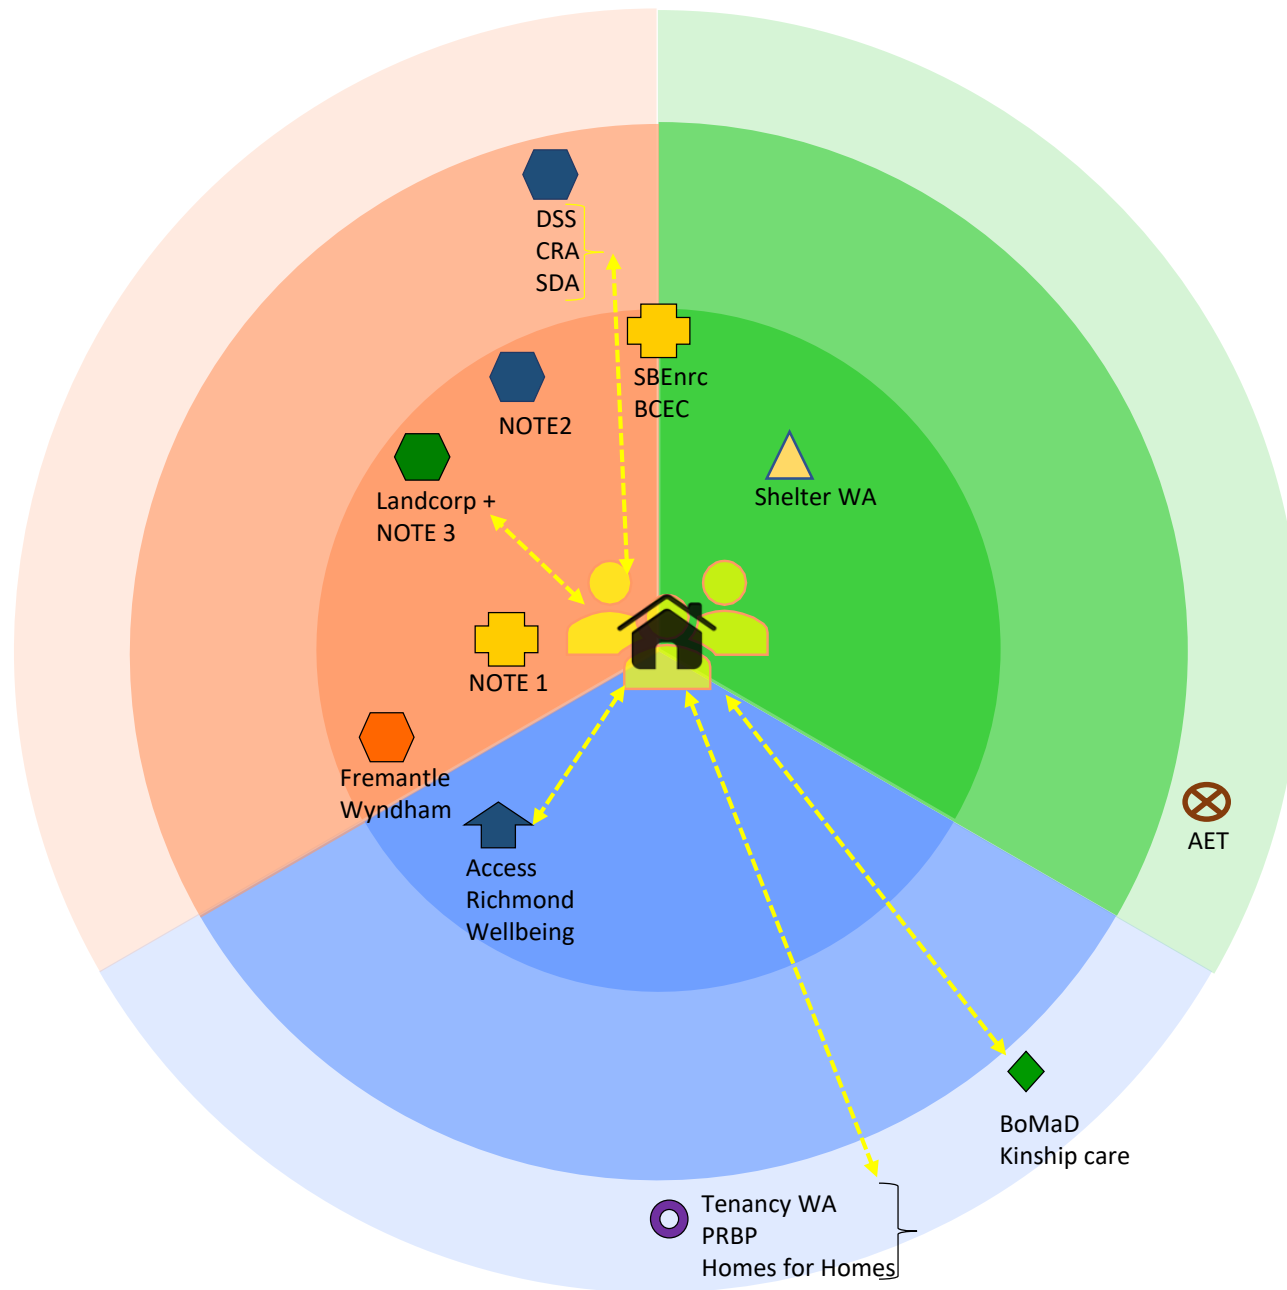 DSS
CRA
SDA
SBEnrc
BCEC
NOTE2
Landcorp +
NOTE 3
Shelter WA
NOTE 1
Fremantle
Wyndham
Access
Richmond
Wellbeing
AET
BoMaD
Kinship care
Tenancy WA
PRBP
Homes for Homes